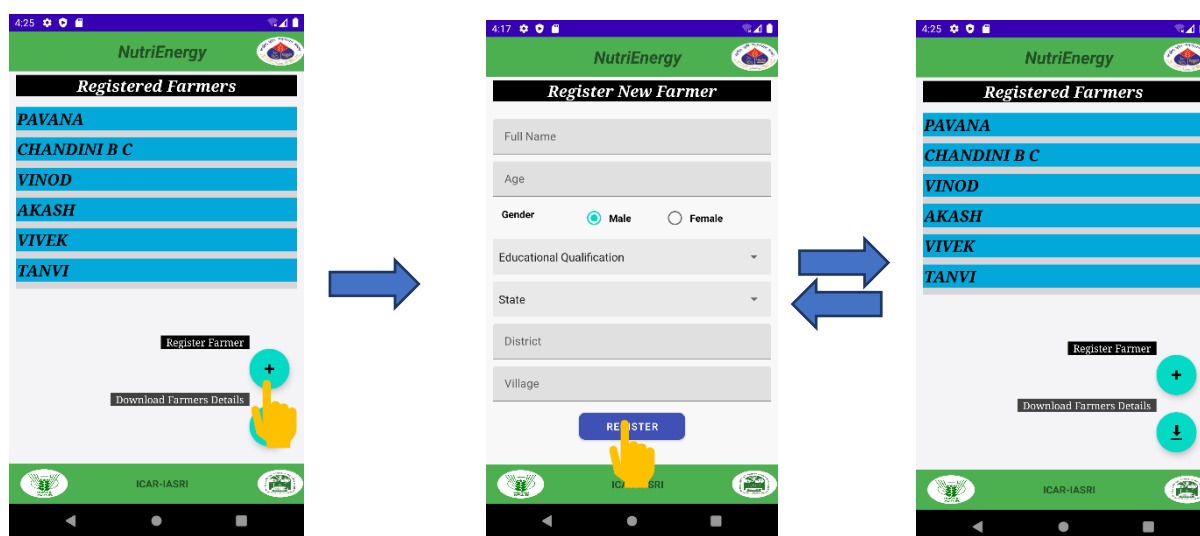 4:25
NutriEnergy
Registered Farmers
PAVANA
CHANDINI B C
VINOD
AKASH
VIVEK
TANVI
Register Farmer
+
Download Farmers Details
ICAR-IASRI
4:17
NutriEnergy
Register New Farmer
Full Name
Age
Gender Male Female
Educational Qualification
State
District
Village
4:25
NutriEnergy
Registered Farmers
PAVANA
CHANDINI B C
VINOD
AKASH
VIVEK
TANVI
Register Farmer
+
Download Farmers Details
ICAR-IASRI